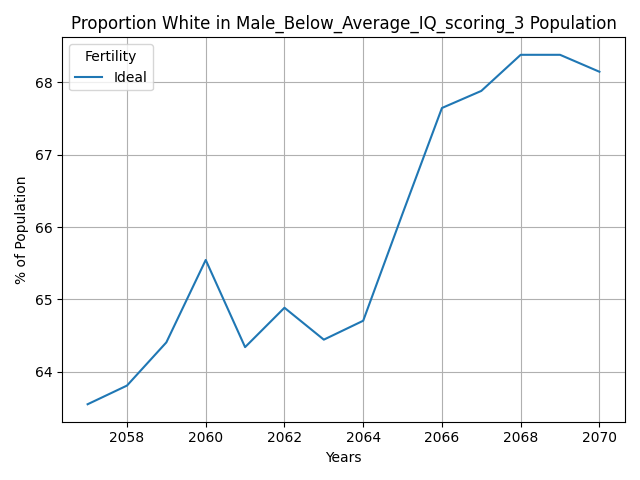 Proportion White in Male_Below_Average_IQ_scoring_3 Population
Fertility
Ideal
% of Population
68
67
66
65
64
2058 2060 2062 2064 2066 2068 2070
Years